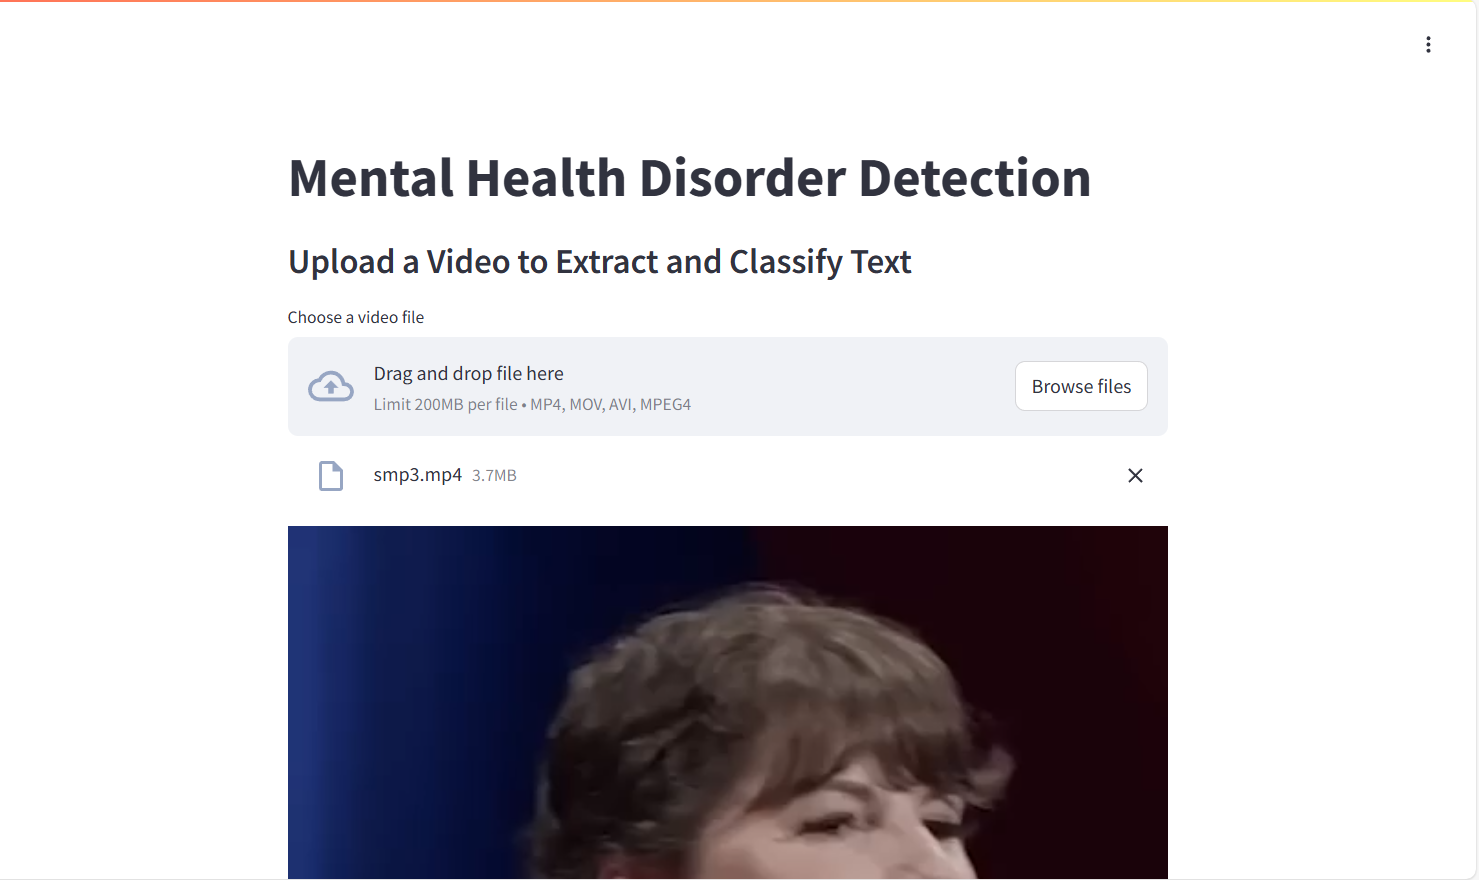 Mental Health Disorder Detection
Upload a Video to Extract and Classify Text
Choose a video file
Drag and drop file here
Limit 200MB per file • MP4, MOV, AVI, MPEG4
Browse files
smp3.mp4 3.7MB